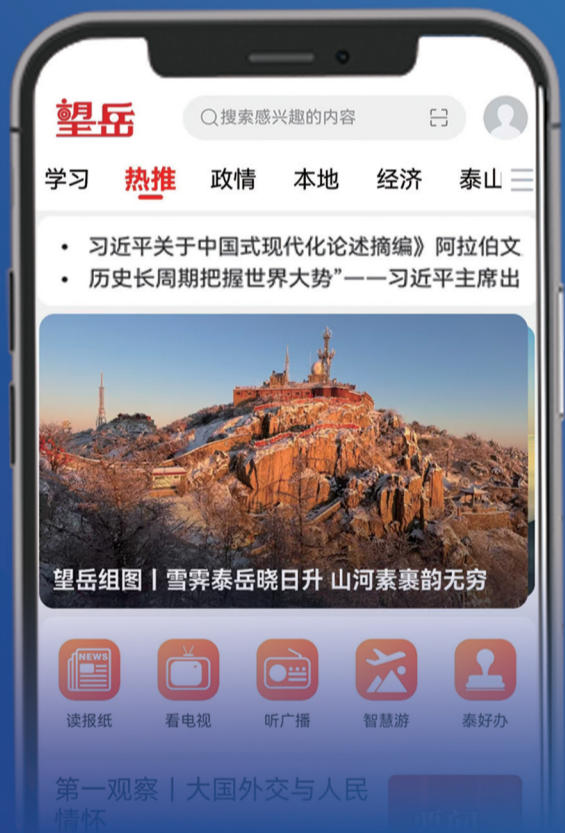 望岳
搜索感兴趣的内容
学习 热推 政情 本地 经济 泰山
• 习近平关于中国式现代化论述摘编》阿拉伯文
• 历史长周期把握世界大势”——习近平主席出
望岳组图丨雪霁泰岳晓日升 山河素裹韵无穷
NEWS
读报纸 看电视 听广播 智慧游 泰好办
第一观察丨大国外交与人民
情怀